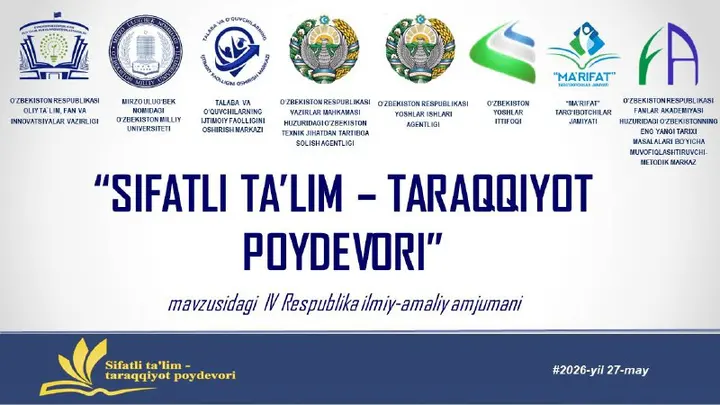 O'ZBEKISTON RESPUBLIKASI
OLIY TA'LIM, FAN VA
INNOVATSIYALAR VAZIRLIGI
MIRZO ULUG'BEK
NOMIDAGI
O'ZBEKISTON MILLIY
UNIVERSITETI
TALABA VA
O'QUVCHILARNING
IJTIMOIY FAOLLIGINI
OSHIRISH MARKAZI
O'ZBEKISTON RESPUBLIKASI
VAZIRLAR MAHKAMASI
HUZURIDAGI O'ZBEKISTON
TEXNIK JIHATDAN TARTIBGA
SOLISH AGENTLIGI
O'ZBEKISTON RESPUBLIKASI
YOSHLAR ISHLARI
AGENTLIGI
O'ZBEKISTON
YOSHLAR
ITTIFOQI
"MA'RIFAT"
"MA'RIFAT"
TARG'IBOTCHILAR
JAMIYATI
O'ZBEKISTON RESPUBLIKASI
FANLAR AKADEMIYASI
HUZURIDAGI O'ZBEKISTONNING
ENG YANGI TARIXI
MASALALARI BO'YICHA
MUVOFIQLASHTIRUVCHI-
METODIK MARKAZ
"SIFATLI TA'LIM – TARAQQIYOT
POYDEVORI"
mavzusidagi IV Respublika ilmiy-amaliy amjumani
Sifatli ta'lim -
taraqqiyot poydevori
#2026-yil 27-may